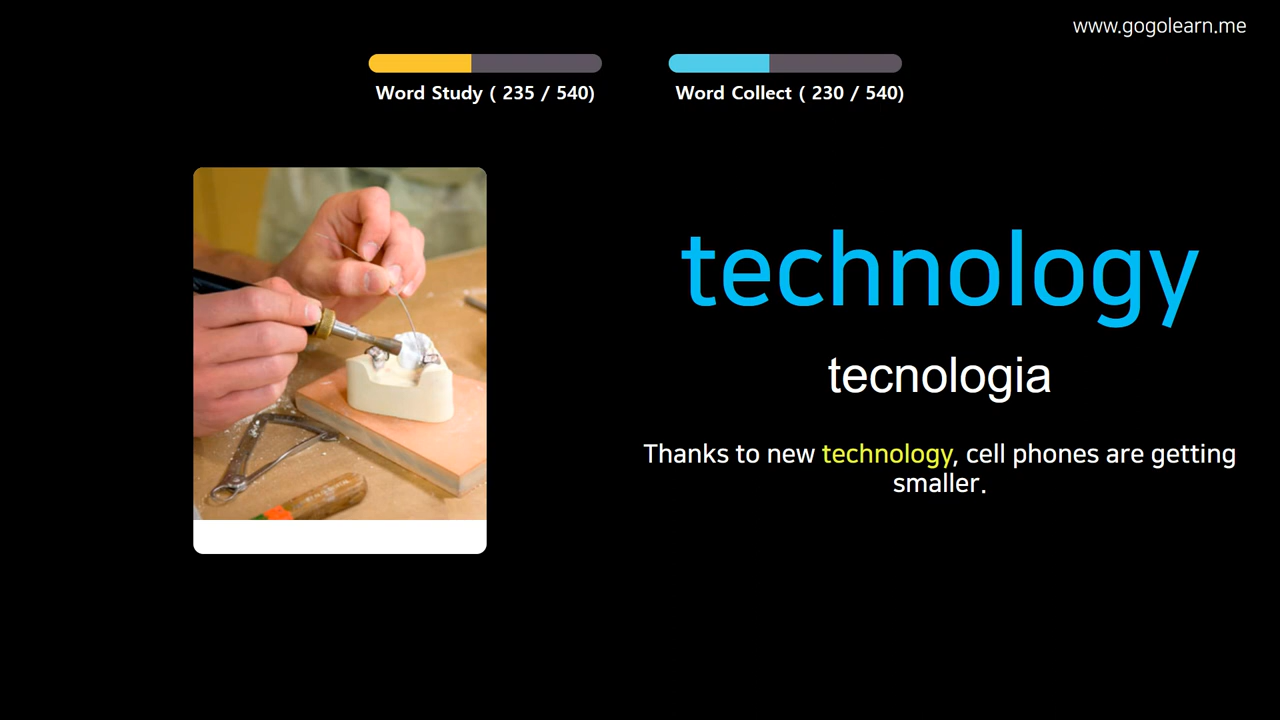 www.gogolearn.me
Word Study ( 235 / 540)
Word Collect ( 230 / 540)
technology
tecnologia
Thanks to new technology, cell phones are getting
smaller.